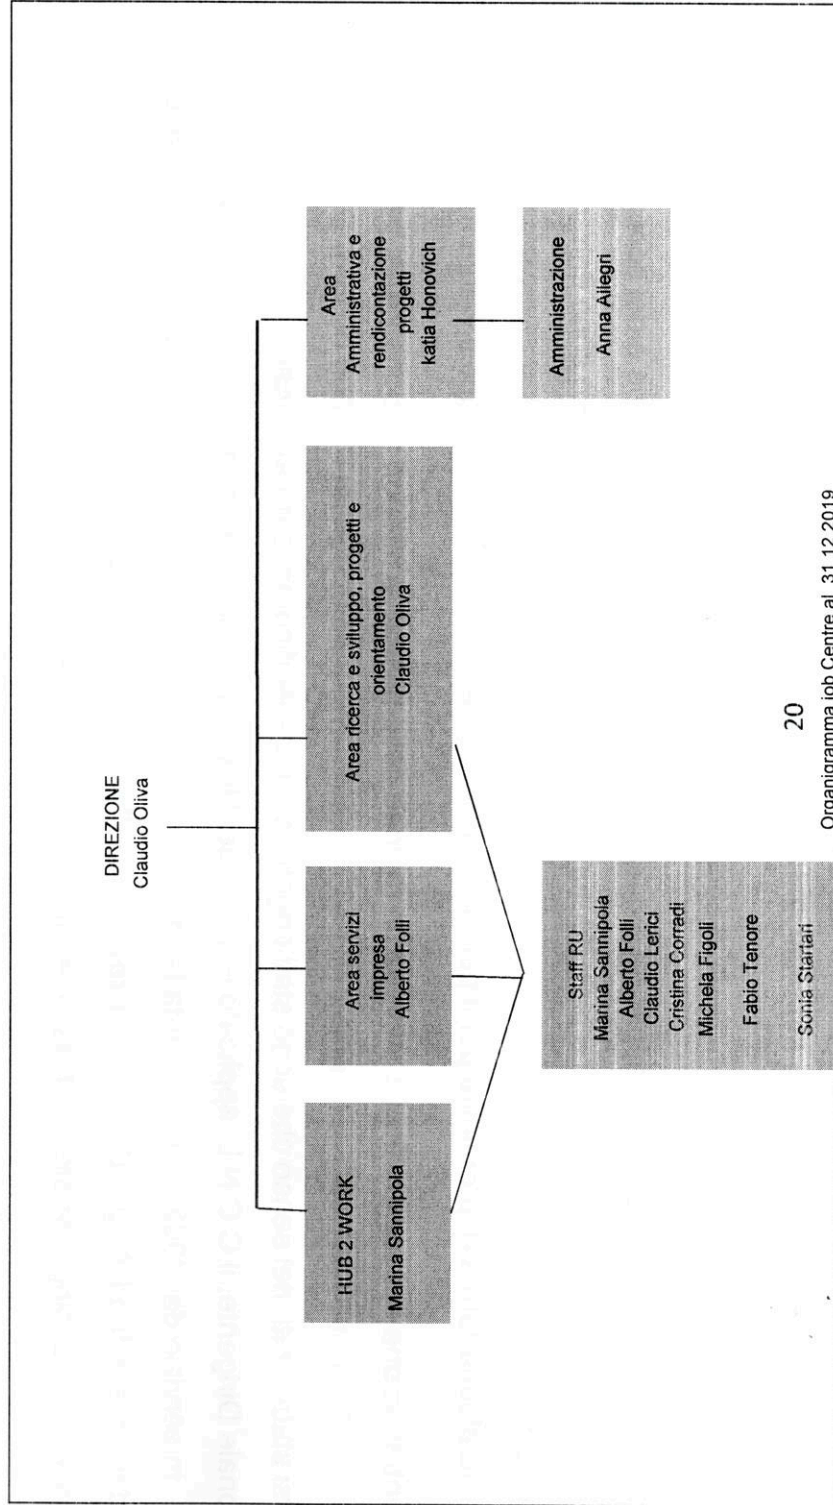 DIREZIONE
Claudio Oliva
HUB 2 WORK
Marina Sannipola
Area servizi
impresa
Alberto Folli
Area ricerca e sviluppo, progetti e
orientamento
Claudio Oliva
Area
Amministrativa e
rendicontazione
progetti
katia Honovich
Staff RU
Marina Sannipola
Alberto Folli
Claudio Lerici
Cristina Corradi
Michela Figoli
Fabio Tenore
Sonia Startari
Amministrazione
Anna Allegri
20
Organigramma job Centre al 31.12.2019